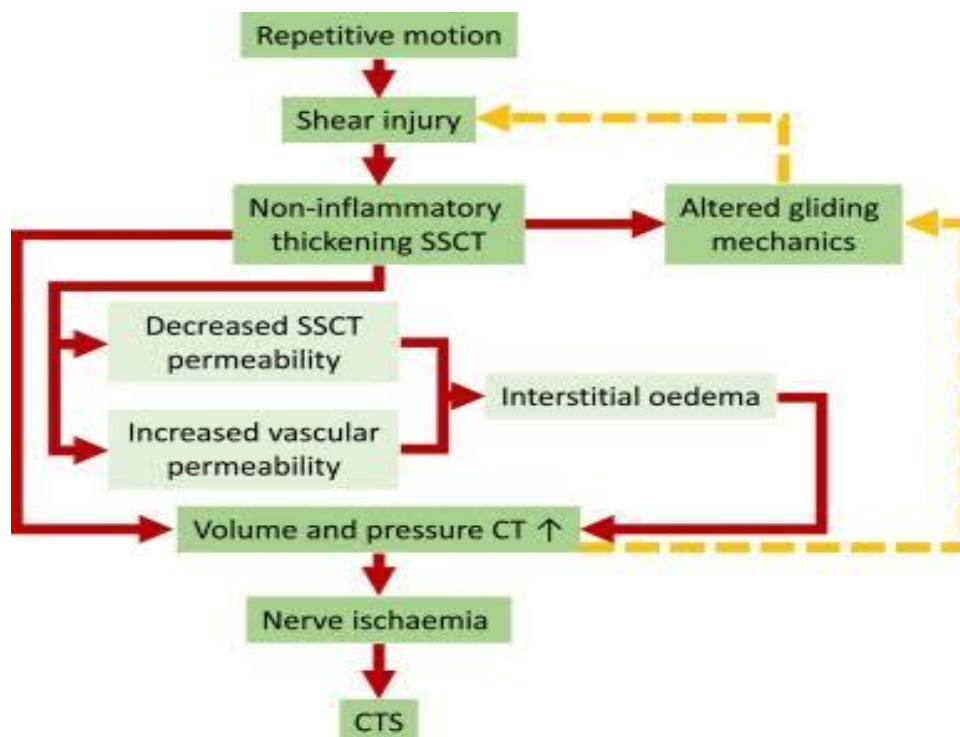 Repetitive motion
Shear injury
Non-inflammatory
thickening SSCT
Altered gliding
mechanics
Decreased SSCT
permeability
Interstitial oedema
Increased vascular
permeability
Volume and pressure CT ↑
Nerve ischaemia
CTS